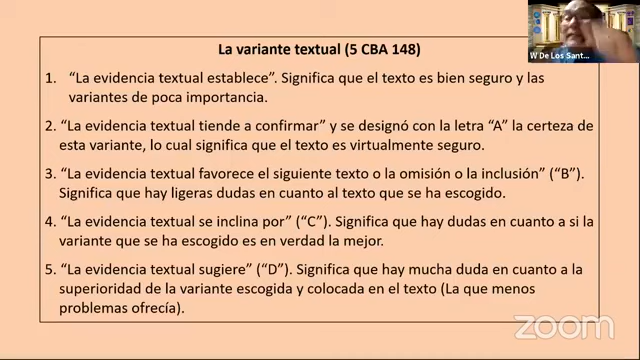 La variante textual (5 CBA 148)
1. “La evidencia textual establece”. Significa que el texto es bien seguro y las
variantes de poca importancia.
2. “La evidencia textual tiende a confirmar” y se designó con la letra “A” la certeza de
esta variante, lo cual significa que el texto es virtualmente seguro.
3. “La evidencia textual favorece el siguiente texto o la omisión o la inclusión” (“B”).
Significa que hay ligeras dudas en cuanto al texto que se ha escogido.
4. “La evidencia textual se inclina por” (“C”). Significa que hay dudas en cuanto a si la
variante que se ha escogido es en verdad la mejor.
5. “La evidencia textual sugiere” (“D”). Significa que hay mucha duda en cuanto a la
superioridad de la variante escogida y colocada en el texto (La que menos
problemas ofrecía).
W De Los Sant...
zoom